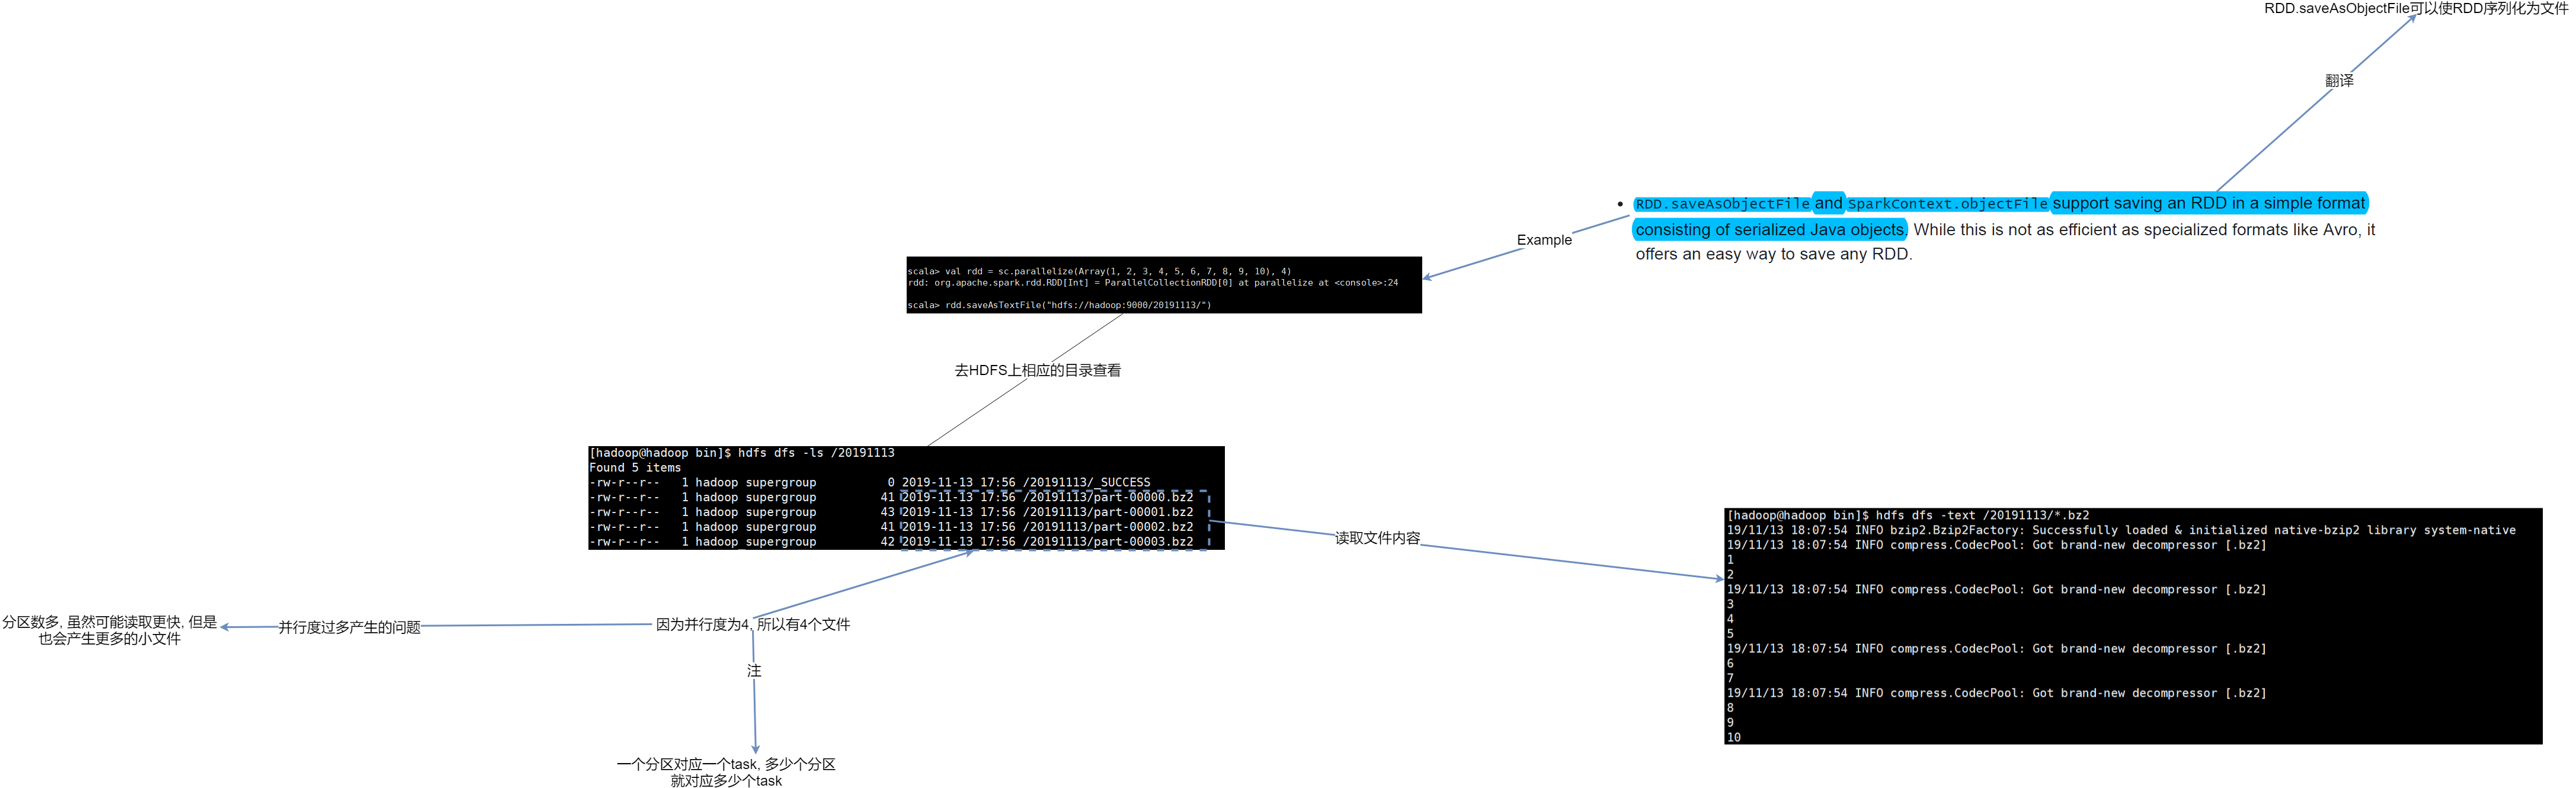 RDD.saveAsObjectFile可以使RDD序列化为文件
翻译
• RDD.saveAsObjectFile and SparkContext.objectFile support saving an RDD in a simple format
consisting of serialized Java objects. While this is not as efficient as specialized formats like Avro, it
offers an easy way to save any RDD.
Example
scala> val rdd = sc.parallelize(Array(1, 2, 3, 4, 5, 6, 7, 8, 9, 10), 4)
rdd: org.apache.spark.rdd.RDD[Int] = ParallelCollectionRDD[0] at parallelize at <console>:24
scala> rdd.saveAsTextFile("hdfs://hadoop:9000/20191113/")
去HDFS上相应的目录查看
[hadoop@hadoop bin]$ hdfs dfs -ls /20191113
Found 5 items
-rw-r--r--   1 hadoop supergroup          0 2019-11-13 17:56 /20191113/_SUCCESS
-rw-r--r--   1 hadoop supergroup         41 2019-11-13 17:56 /20191113/part-00000.bz2
-rw-r--r--   1 hadoop supergroup         43 2019-11-13 17:56 /20191113/part-00001.bz2
-rw-r--r--   1 hadoop supergroup         41 2019-11-13 17:56 /20191113/part-00002.bz2
-rw-r--r--   1 hadoop supergroup         42 2019-11-13 17:56 /20191113/part-00003.bz2
读取文件内容
[hadoop@hadoop bin]$ hdfs dfs -text /20191113/*.bz2
19/11/13 18:07:54 INFO bzip2.Bzip2Factory: Successfully loaded & initialized native-bzip2 library system-native
19/11/13 18:07:54 INFO compress.CodecPool: Got brand-new decompressor [.bz2]
1
2
19/11/13 18:07:54 INFO compress.CodecPool: Got brand-new decompressor [.bz2]
3
4
5
19/11/13 18:07:54 INFO compress.CodecPool: Got brand-new decompressor [.bz2]
6
7
19/11/13 18:07:54 INFO compress.CodecPool: Got brand-new decompressor [.bz2]
8
9
10
因为并行度为4, 所以有4个文件
并行度过多产生的问题
分区数多, 虽然可能读取更快, 但是
也会产生更多的小文件
注
一个分区对应一个task, 多少个分区
就对应多少个task